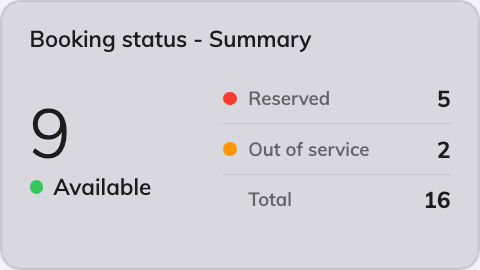 Booking status - Summary
9
Available
Reserved 5
Out of service 2
Total 16